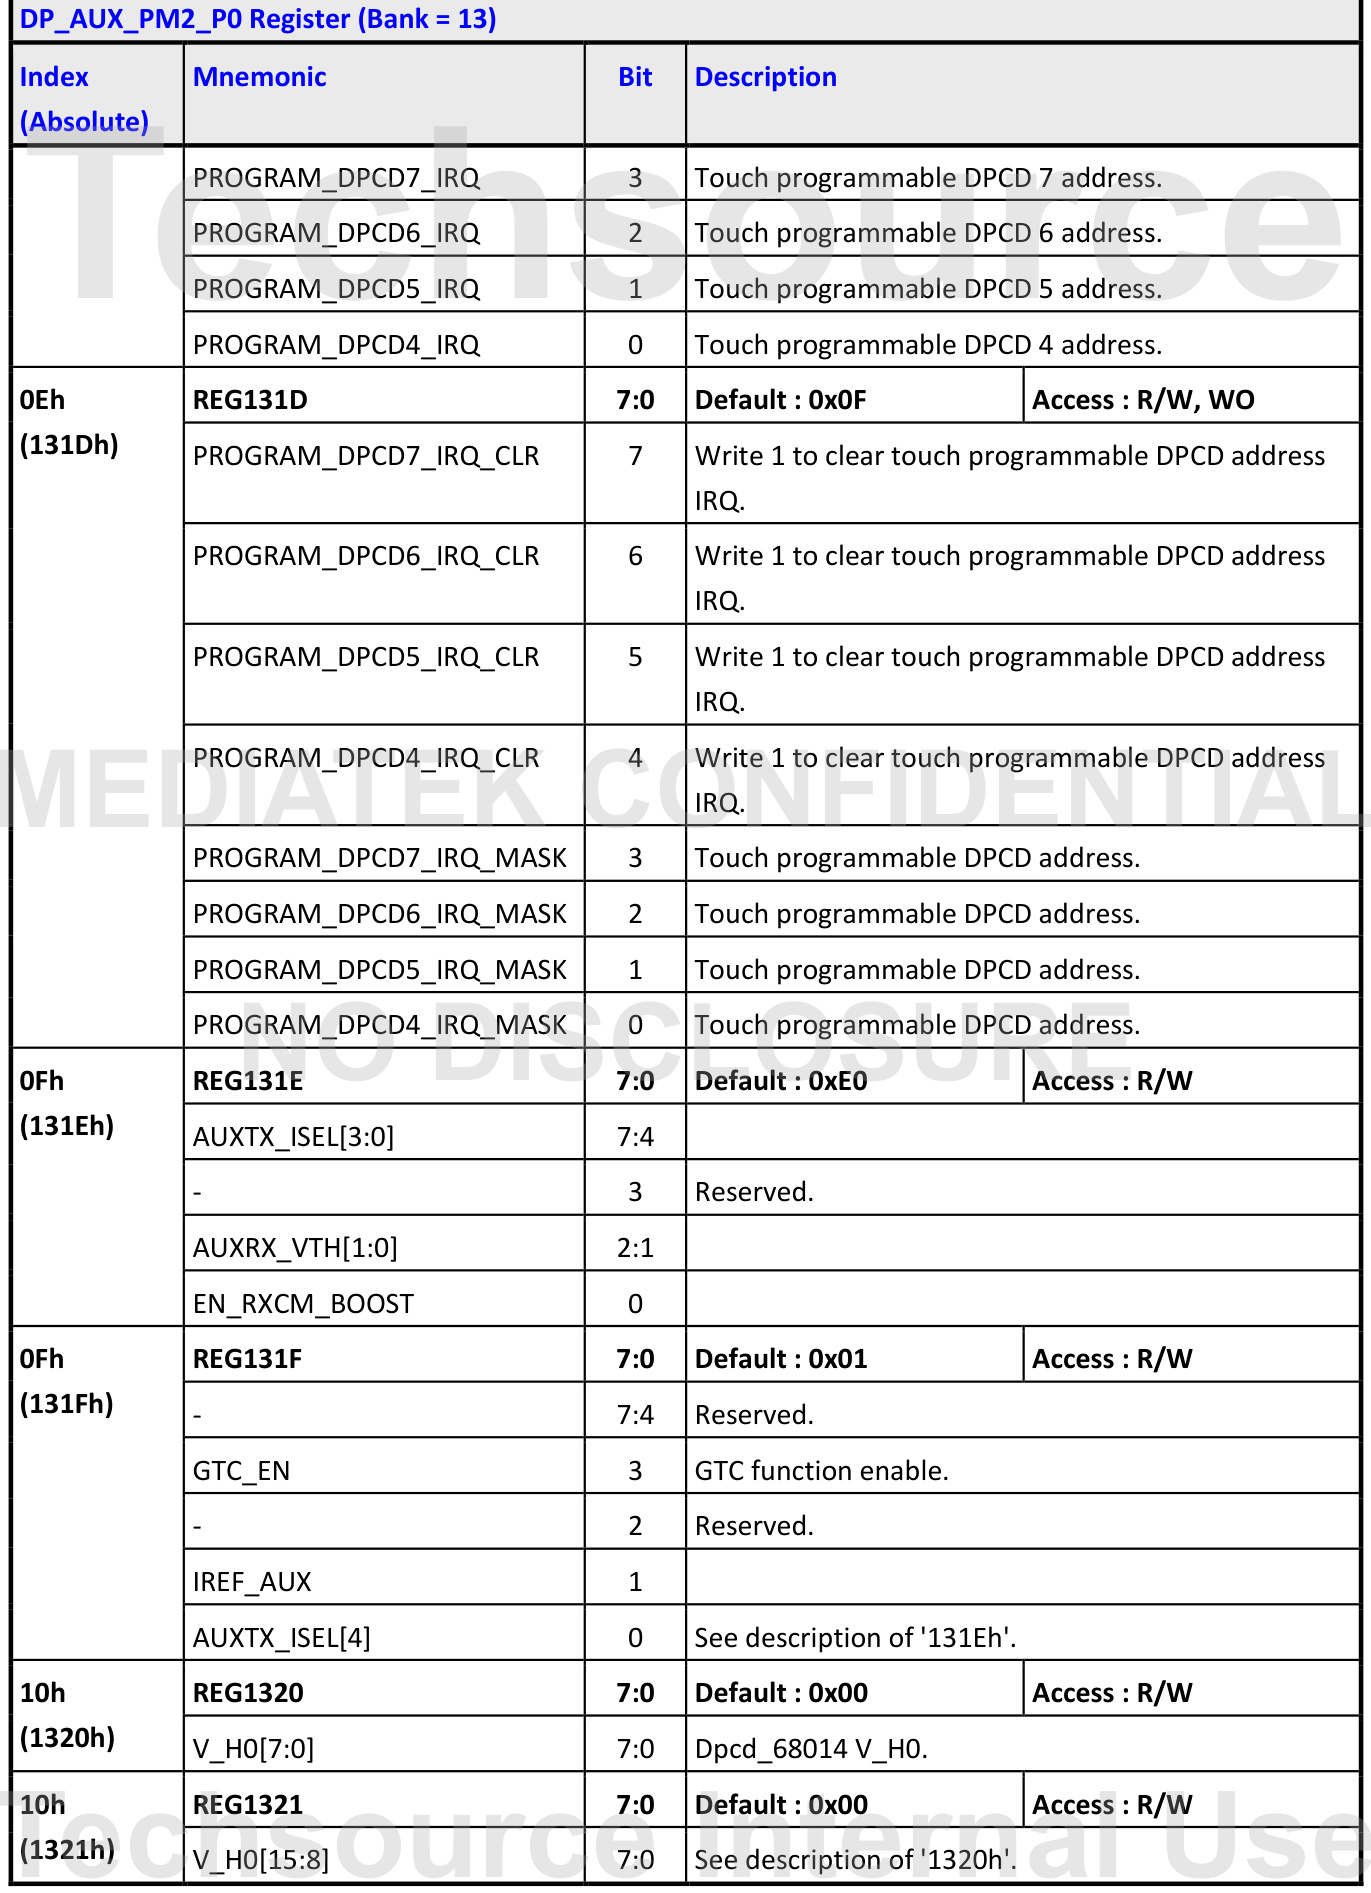 DP_AUX_PM2_P0 Register (Bank = 13)
Index (Absolute) Mnemonic Bit Description
PROGRAM_DPCD7_IRQ 3 Touch programmable DPCD 7 address.
PROGRAM_DPCD6_IRQ 2 Touch programmable DPCD 6 address.
PROGRAM_DPCD5_IRQ 1 Touch programmable DPCD 5 address.
PROGRAM_DPCD4_IRQ 0 Touch programmable DPCD 4 address.
Techsource
0Eh REG131D 7:0 Default : 0x0F Access : R/W, WO
(131Dh) PROGRAM_DPCD7_IRQ_CLR 7 Write 1 to clear touch programmable DPCD address
IRQ.
PROGRAM_DPCD6_IRQ_CLR 6 Write 1 to clear touch programmable DPCD address
IRQ.
PROGRAM_DPCD5_IRQ_CLR 5 Write 1 to clear touch programmable DPCD address
IRQ.
PROGRAM_DPCD4_IRQ_CLR 4 Write 1 to clear touch programmable DPCD address
IRQ.
MEDIATEK CONFIDENTIAL
PROGRAM_DPCD7_IRQ_MASK 3 Touch programmable DPCD address.
PROGRAM_DPCD6_IRQ_MASK 2 Touch programmable DPCD address.
PROGRAM_DPCD5_IRQ_MASK 1 Touch programmable DPCD address.
PROGRAM_DPCD4_IRQ_MASK 0 Touch programmable DPCD address.
NO DISCLOSURE
0Fh REG131E 7:0 Default : 0xE0 Access : R/W
(131Eh) AUXTX_ISEL[3:0] 7:4
- 3 Reserved.
AUXRX_VTH[1:0] 2:1
EN_RXCM_BOOST 0
0Fh REG131F 7:0 Default : 0x01 Access : R/W
(131Fh) - 7:4 Reserved.
GTC_EN 3 GTC function enable.
- 2 Reserved.
IREF_AUX 1
AUXTX_ISEL[4] 0 See description of '131Eh'.
10h REG1320 7:0 Default : 0x00 Access : R/W
(1320h) V_H0[7:0] 7:0 Dpcd_68014 V_H0.
10h REG1321 7:0 Default : 0x00 Access : R/W
(1321h) V_H0[15:8] 7:0 See description of '1320h'.
Techsource Internal Use